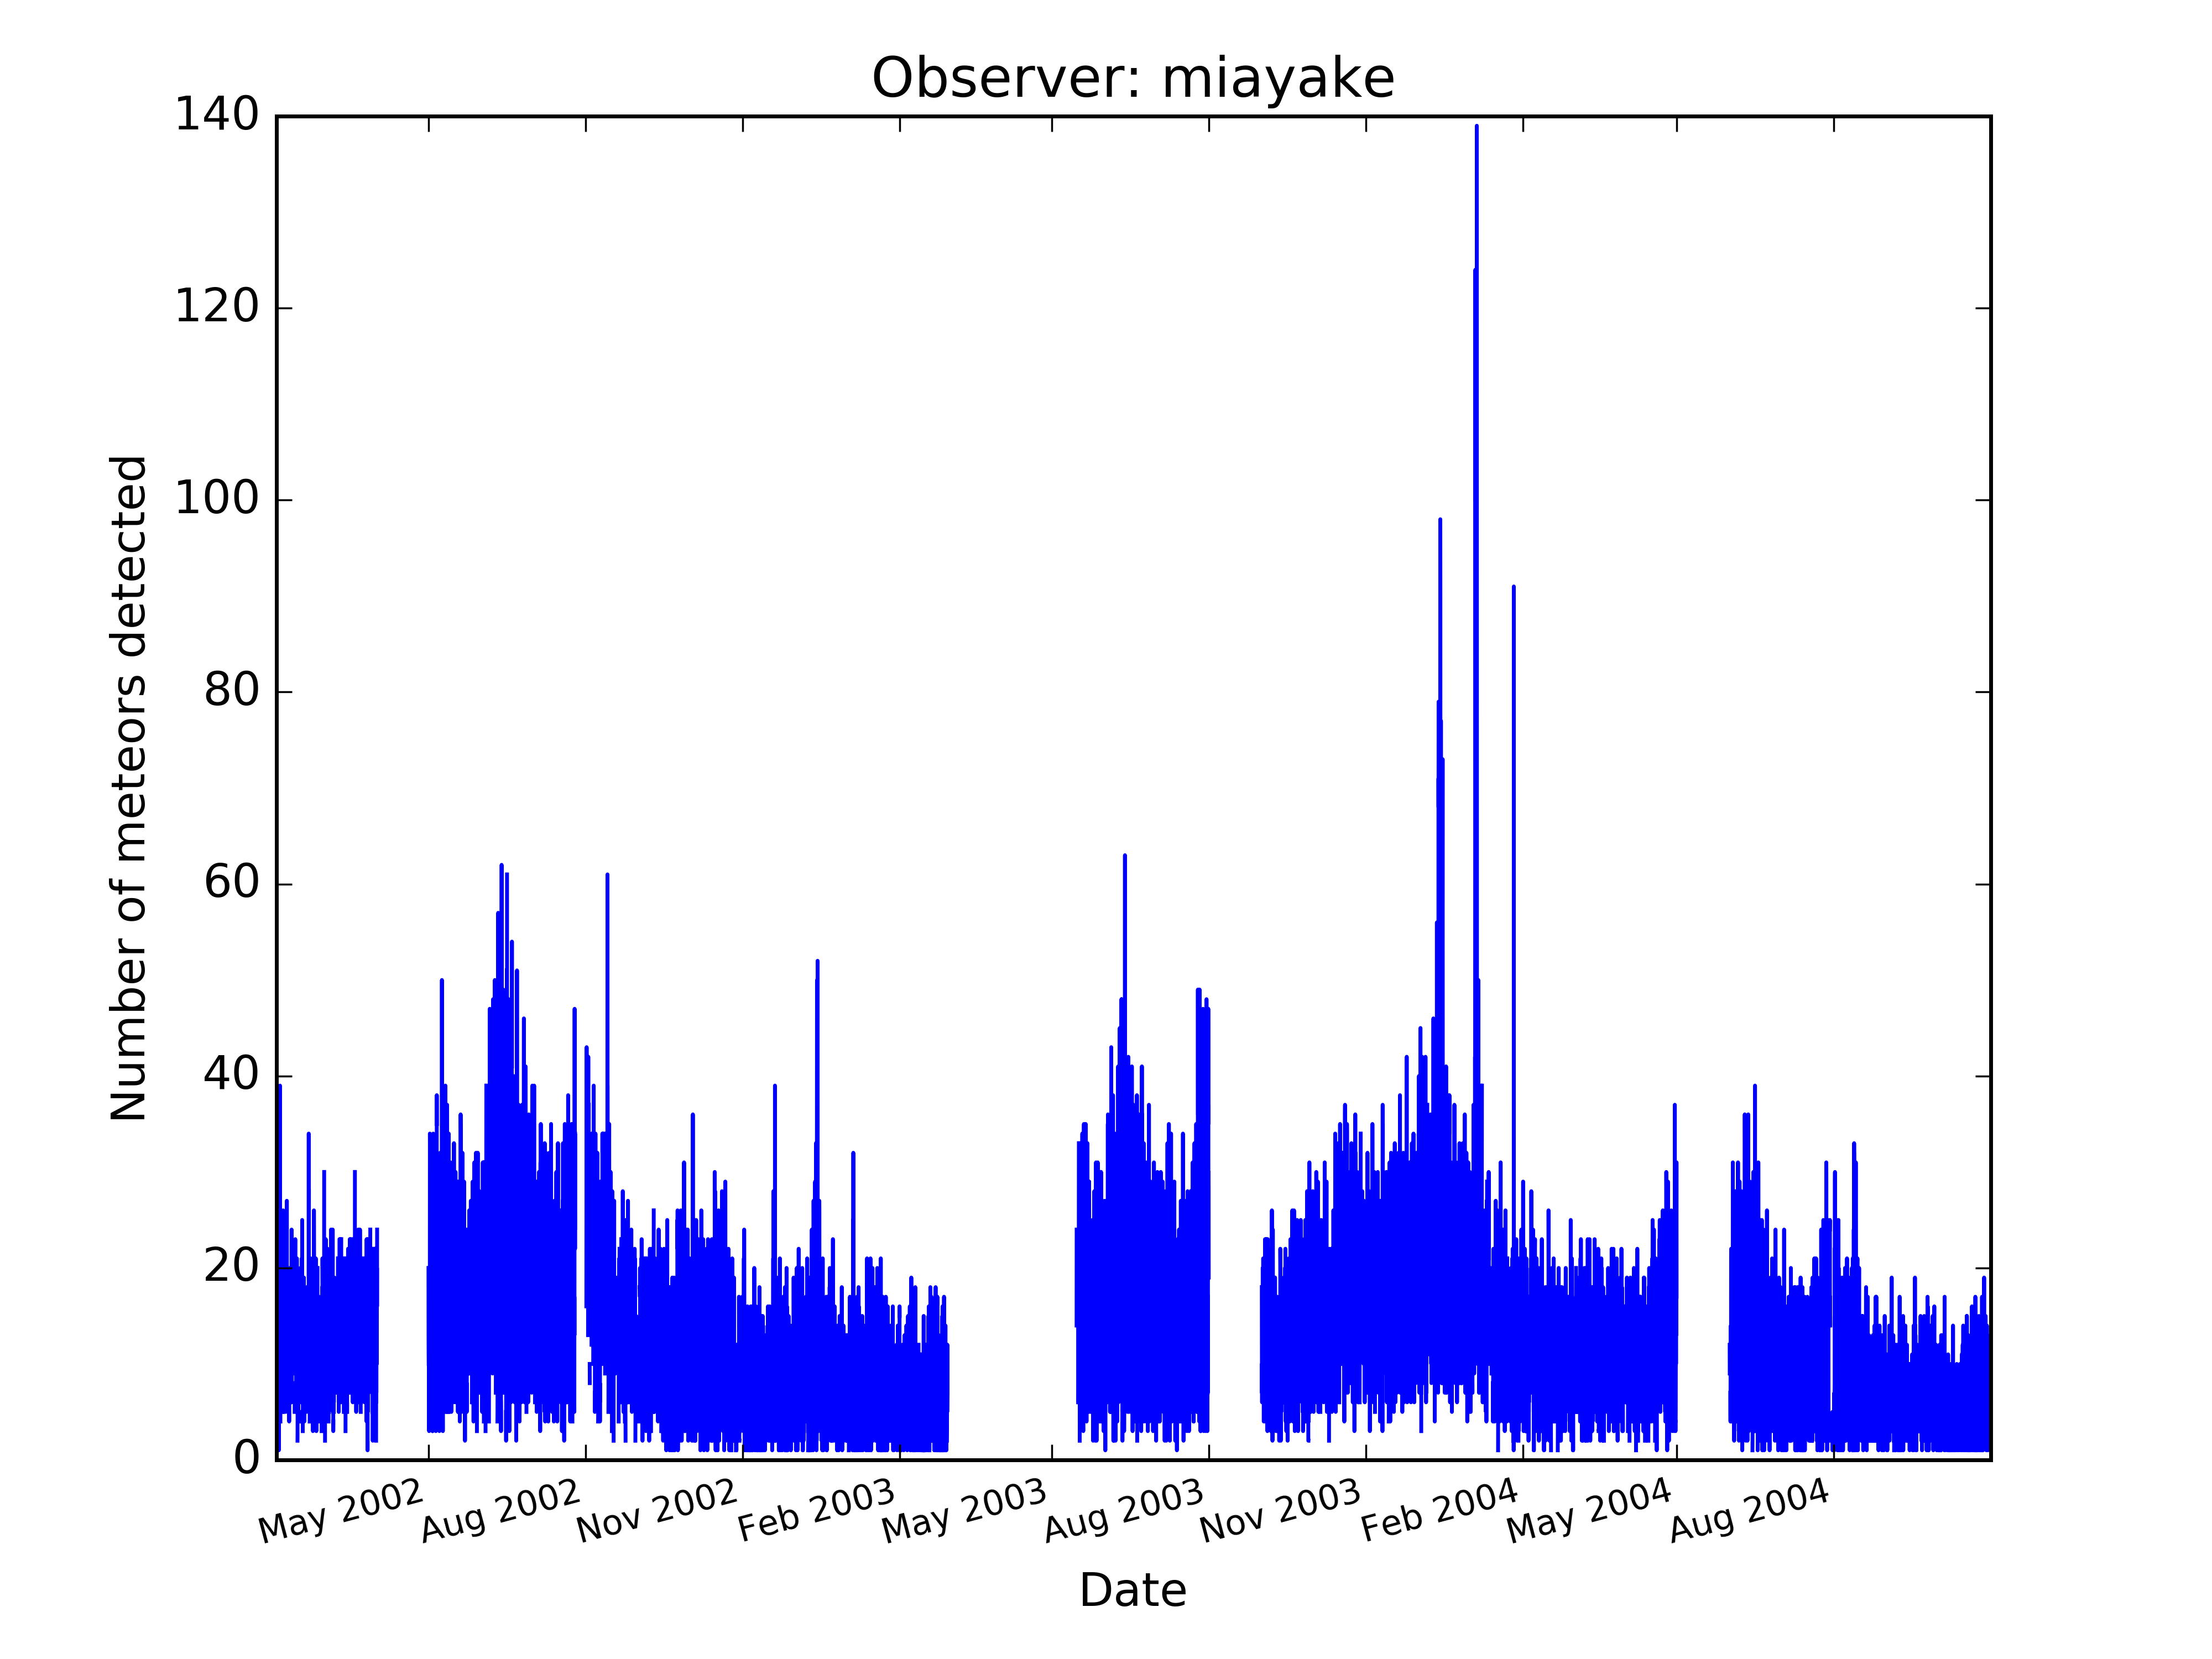 Observer: miayake
140
120
100
80
60
40
20
0
Number of meteors detected
May 2002
Aug 2002
Nov 2002
Feb 2003
May 2003
Aug 2003
Nov 2003
Feb 2004
May 2004
Aug 2004
Date